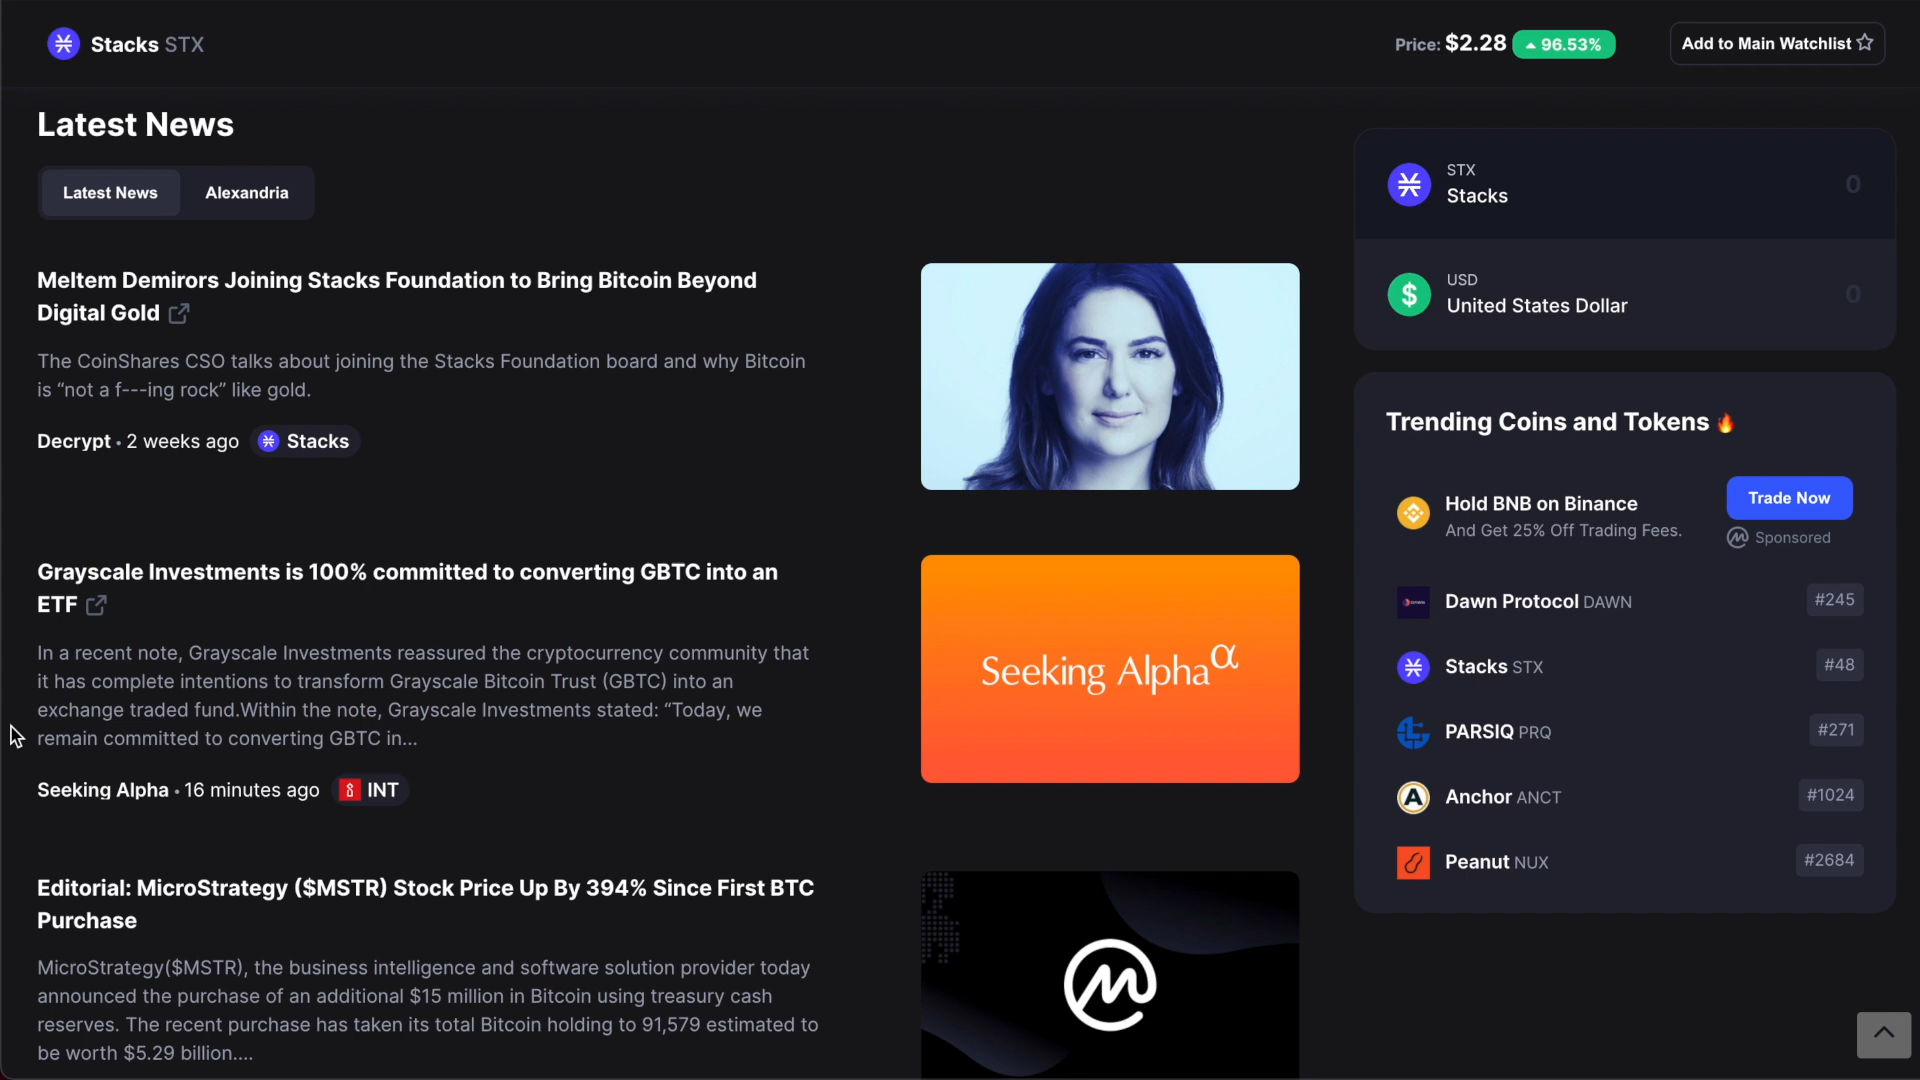 Stacks STX
Price: $2.28 96.53%
Add to Main Watchlist
Latest News
Latest News Alexandria
Meltem Demirors Joining Stacks Foundation to Bring Bitcoin Beyond
Digital Gold
The CoinShares CSO talks about joining the Stacks Foundation board and why Bitcoin
is “not a f---ing rock” like gold.
Decrypt • 2 weeks ago Stacks
Grayscale Investments is 100% committed to converting GBTC into an
ETF
In a recent note, Grayscale Investments reassured the cryptocurrency community that
it has complete intentions to transform Grayscale Bitcoin Trust (GBTC) into an
exchange traded fund.Within the note, Grayscale Investments stated: “Today, we
remain committed to converting GBTC in...
Seeking Alpha • 16 minutes ago INT
Seeking Alpha α
Editorial: MicroStrategy ($MSTR) Stock Price Up By 394% Since First BTC
Purchase
MicroStrategy($MSTR), the business intelligence and software solution provider today
announced the purchase of an additional $15 million in Bitcoin using treasury cash
reserves. The recent purchase has taken its total Bitcoin holding to 91,579 estimated to
be worth $5.29 billion....
STX
Stacks
0
USD
United States Dollar
0
Trending Coins and Tokens
Hold BNB on Binance
And Get 25% Off Trading Fees.
Trade Now
Sponsored
Dawn Protocol DAWN #245
Stacks STX #48
PARSIQ PRQ #271
Anchor ANCT #1024
Peanut NUX #2684